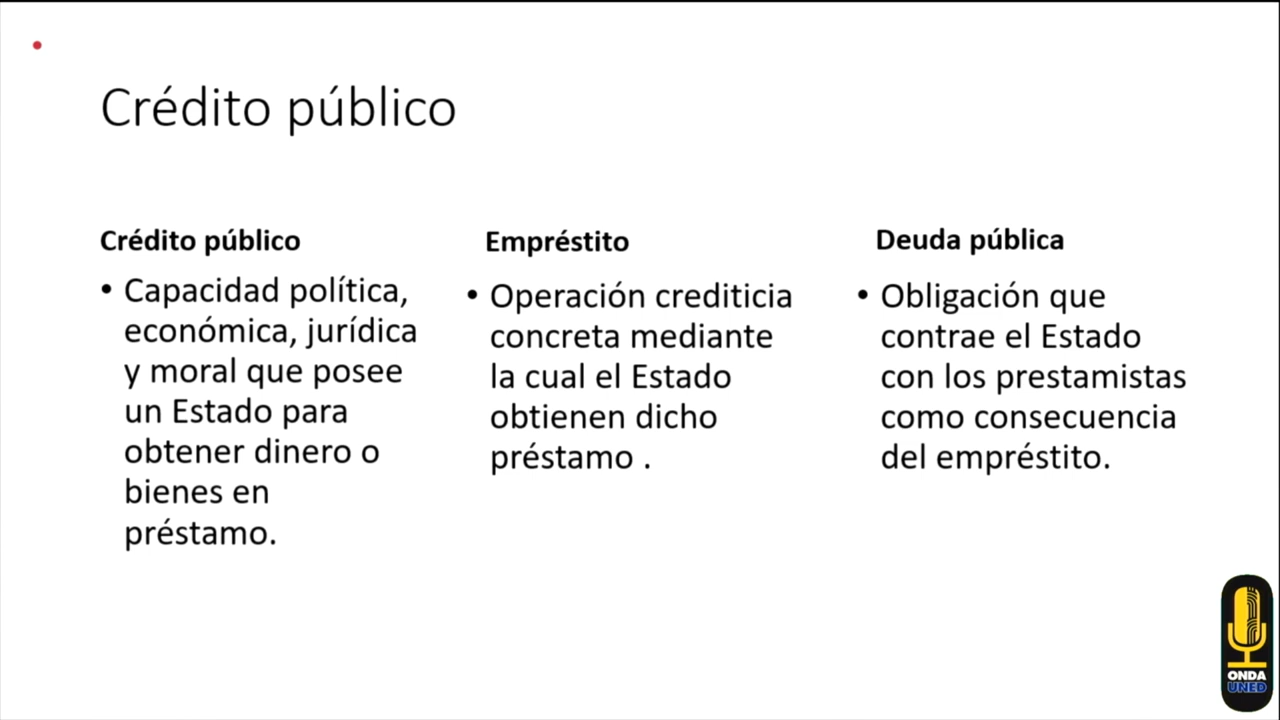 Crédito público
Crédito público
• Capacidad política,
económica, jurídica
y moral que posee
un Estado para
obtener dinero o
bienes en
préstamo.
Empréstito
• Operación crediticia
concreta mediante
la cual el Estado
obtienen dicho
préstamo .
Deuda pública
• Obligación que
contrae el Estado
con los prestamistas
como consecuencia
del empréstito.
ONDA
UNED